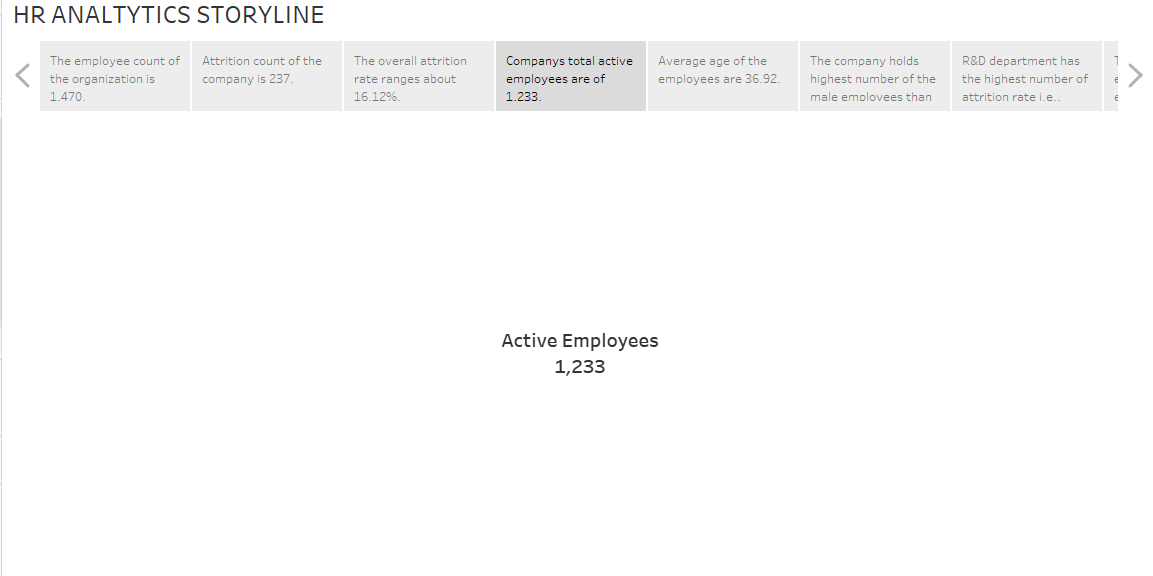 HR ANALTYTICS STORYLINE
The employee count of
the organization is
1.470.
Attrition count of the
company is 237.
The overall attrition
rate ranges about
16.12%.
Companys total active
employees are of
1.233.
Average age of the
employees are 36.92.
The company holds
highest number of the
male employees than
R&D department has
the highest number of
attrition rate i.e..
Active Employees
1,233